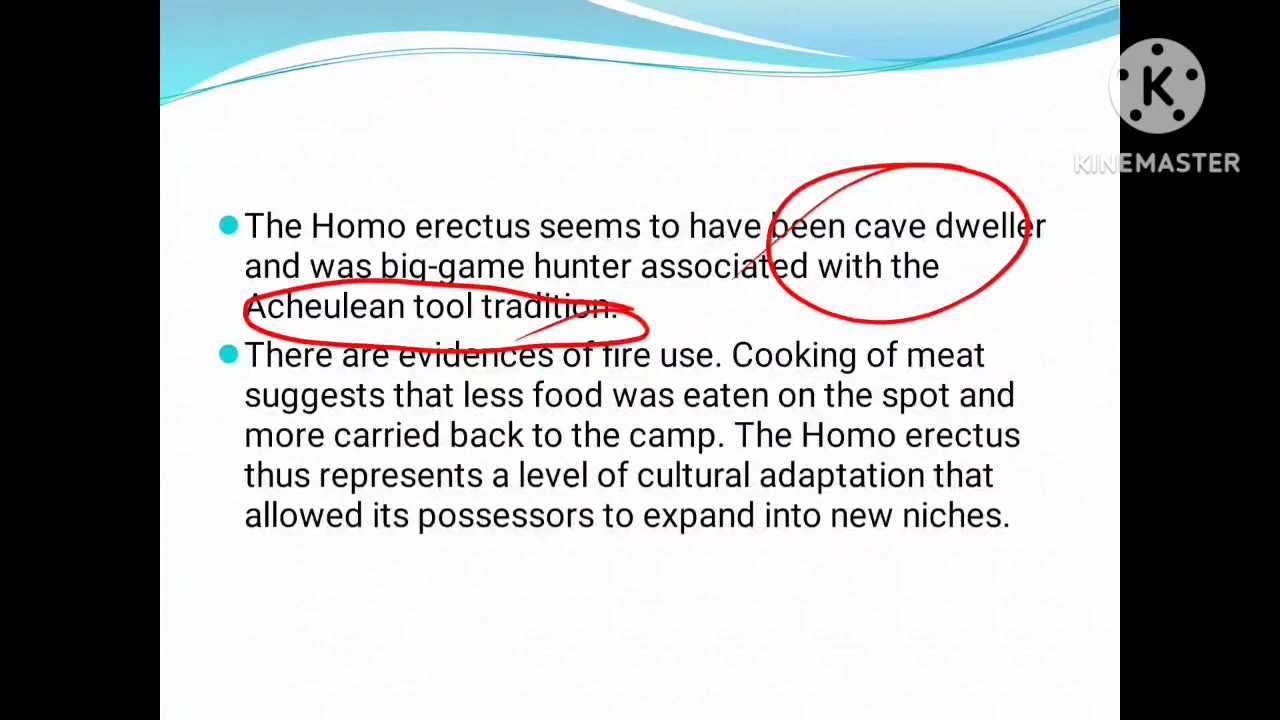 K
KINEMASTER
The Homo erectus seems to have been cave dweller
and was big-game hunter associated with the
Acheulean tool tradition.
There are evidences of fire use. Cooking of meat
suggests that less food was eaten on the spot and
more carried back to the camp. The Homo erectus
thus represents a level of cultural adaptation that
allowed its possessors to expand into new niches.